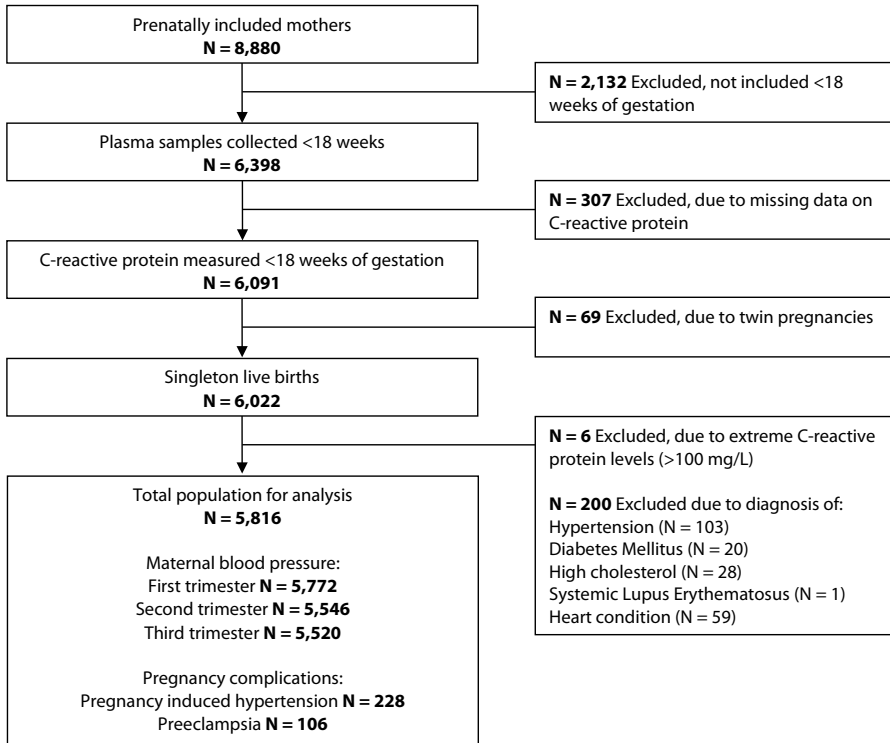 Prenatally included mothers
N = 8,880
N = 2,132 Excluded, not included <18
weeks of gestation
Plasma samples collected <18 weeks
N = 6,398
N = 307 Excluded, due to missing data on
C-reactive protein
C-reactive protein measured <18 weeks of gestation
N = 6,091
N = 69 Excluded, due to twin pregnancies
Singleton live births
N = 6,022
N = 6 Excluded, due to extreme C-reactive
protein levels (>100 mg/L)
N = 200 Excluded due to diagnosis of:
Hypertension (N = 103)
Diabetes Mellitus (N = 20)
High cholesterol (N = 28)
Systemic Lupus Erythematosus (N = 1)
Heart condition (N = 59)
Total population for analysis
N = 5,816
Maternal blood pressure:
First trimester N = 5,772
Second trimester N = 5,546
Third trimester N = 5,520
Pregnancy complications:
Pregnancy induced hypertension N = 228
Preeclampsia N = 106